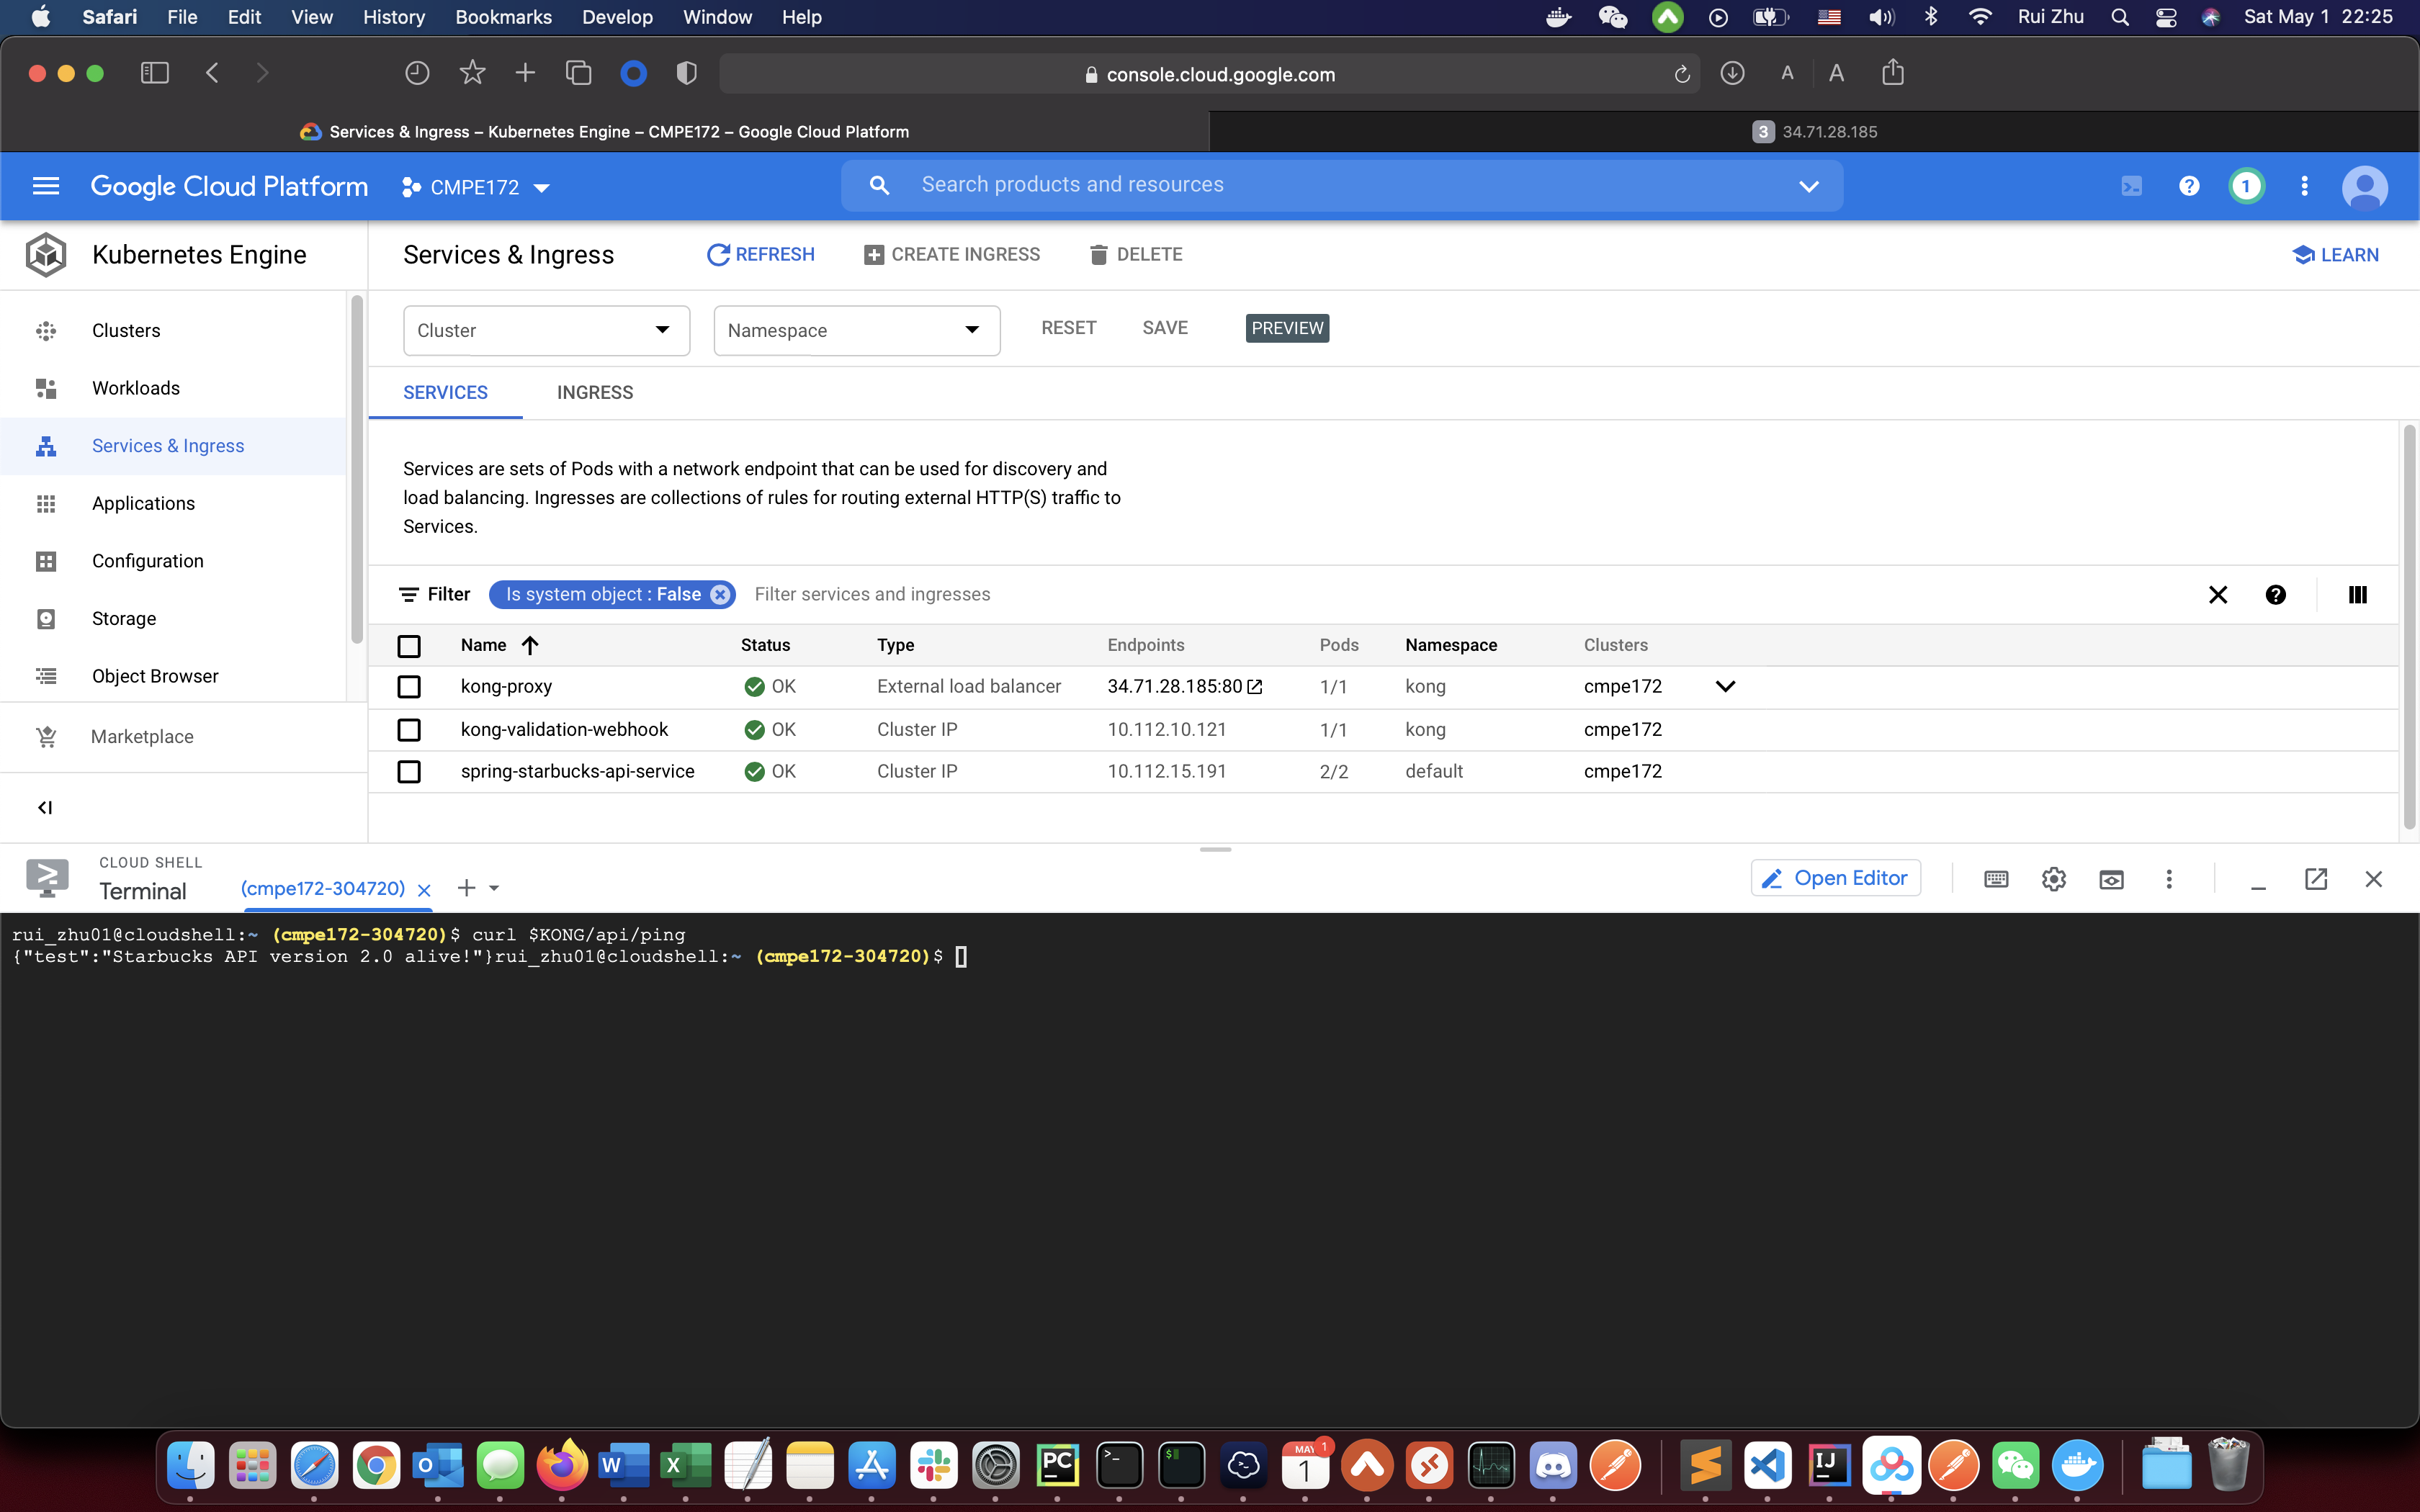 Safari File Edit View History Bookmarks Develop Window Help Rui Zhu Sat May 1 22:25
console.cloud.google.com A A
Services & Ingress – Kubernetes Engine – CMPE172 – Google Cloud Platform 3 34.71.28.185
Google Cloud Platform CMPE172 Search products and resources ? 1
Kubernetes Engine Services & Ingress REFRESH CREATE INGRESS DELETE LEARN
Clusters Cluster Namespace RESET SAVE PREVIEW
Workloads SERVICES INGRESS
Services & Ingress
Applications
Configuration
Storage
Object Browser
Marketplace
Services are sets of Pods with a network endpoint that can be used for discovery and
load balancing. Ingresses are collections of rules for routing external HTTP(S) traffic to
Services.
Filter Is system object : False Filter services and ingresses ?
Name Status Type Endpoints Pods Namespace Clusters
kong-proxy OK External load balancer 34.71.28.185:80 1/1 kong cmpe172
kong-validation-webhook OK Cluster IP 10.112.10.121 1/1 kong cmpe172
spring-starbucks-api-service OK Cluster IP 10.112.15.191 2/2 default cmpe172
CLOUD SHELL
Terminal (cmpe172-304720) Open Editor
rui_zhu01@cloudshell:~ (cmpe172-304720)$ curl $KONG/api/ping
{"test":"Starbucks API version 2.0 alive!"}rui_zhu01@cloudshell:~ (cmpe172-304720)$
O W X PC >_ $ MAY 1 1 IJ